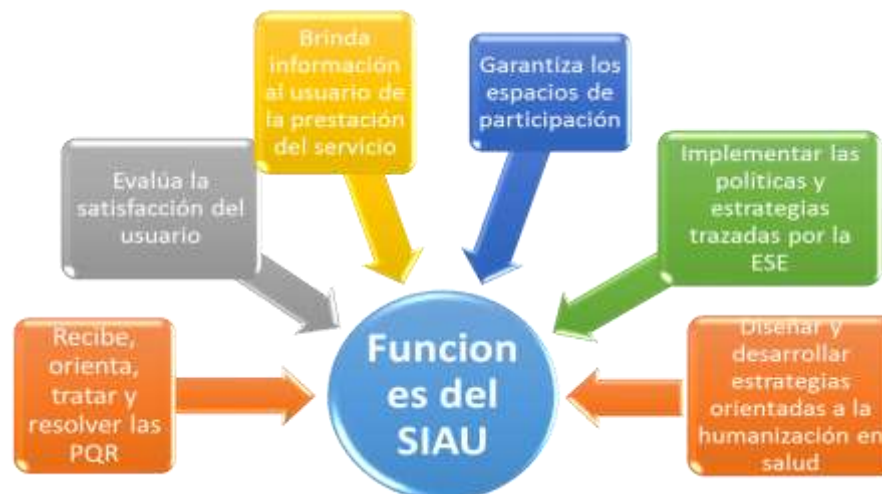 Brinda
información
al usuario de
la prestación
del servicio
Garantiza los
espacios de
participación
Evalúa la
satisfacción del
usuario
Implementar las
políticas y
estrategias
trazadas por la
ESE
Recibe,
orienta,
tratar y
resolver las
PQR
Funcion
es del
SIAU
Diseñar y
desarrollar
estrategias
orientadas a la
humanización en
salud